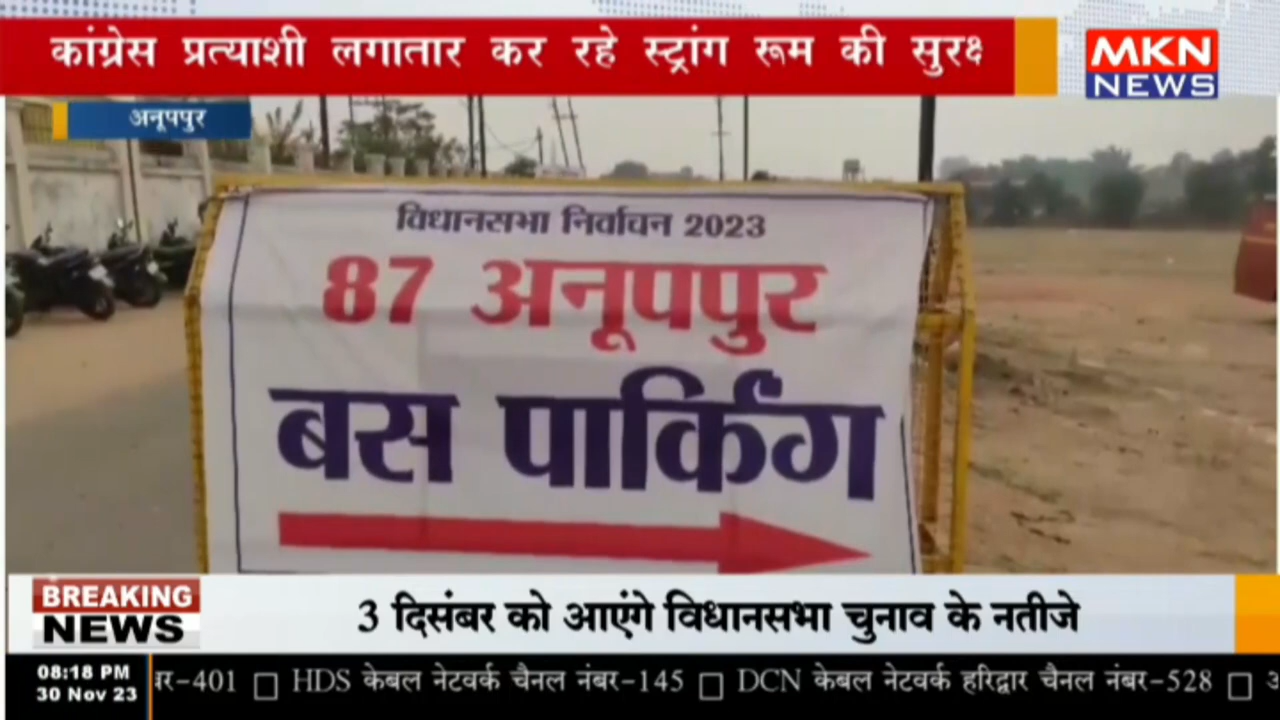 कांग्रेस प्रत्याशी लगातार कर रहे स्ट्रांग रूम की सुरक्ष
MKN
NEWS
अनूपपुर
विधानसभा निर्वाचन 2023
87 अनूपपुर
बस पार्किंग
BREAKING
NEWS
3 दिसंबर को आएंगे विधानसभा चुनाव के नतीजे
08:18 PM
30 Nov 23
बर-401 □ HDS केबल नेटवर्क चैनल नंबर-145 □ DCN केबल नेटवर्क हरिद्वार चैनल नंबर-528 □